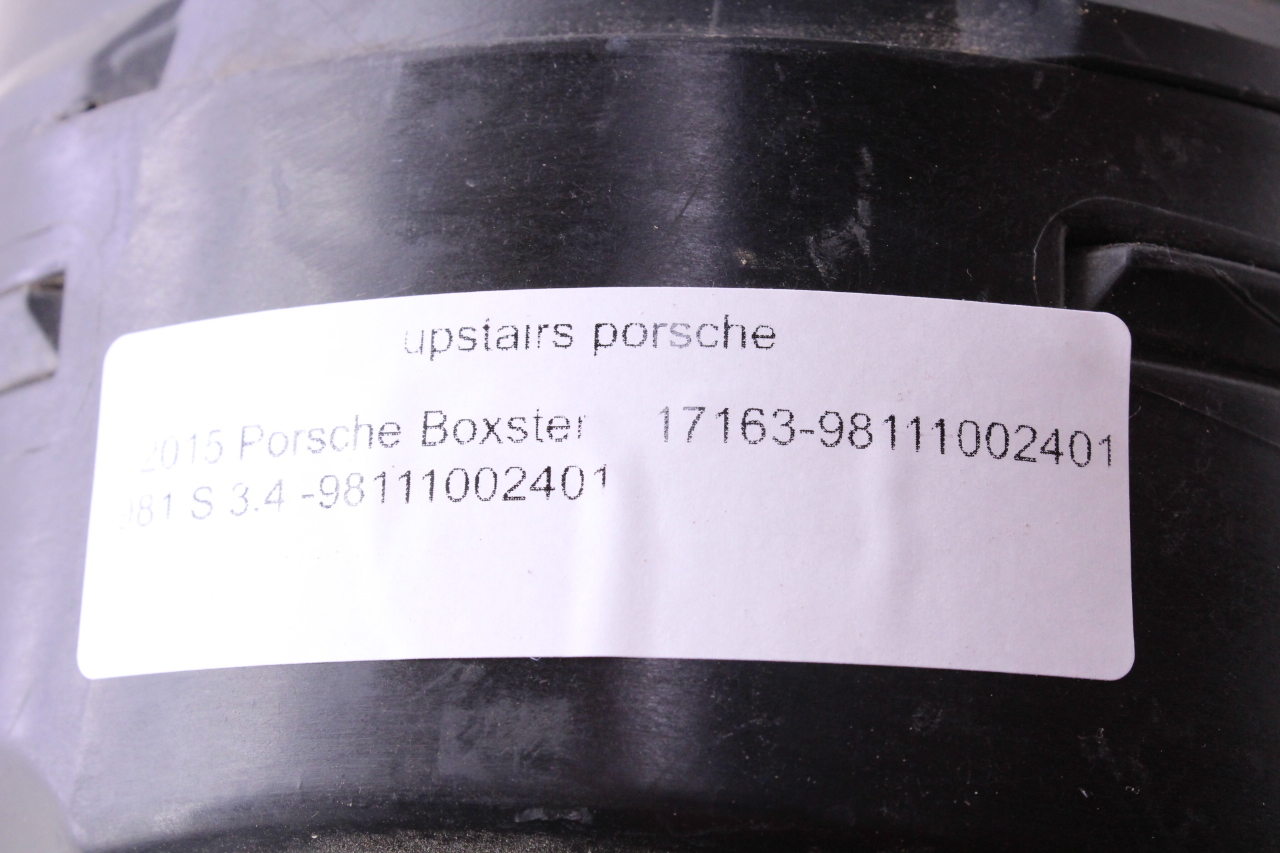 upstairs porsche
2015 Porsche Boxster 17163-98111002401
981 S 3.4 -98111002401